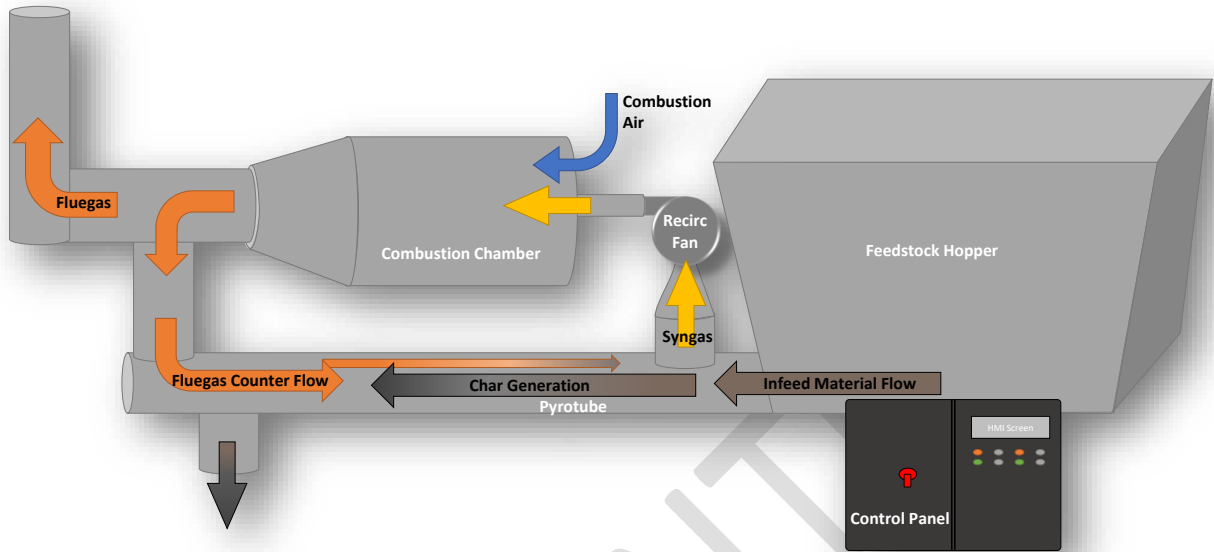 Combustion
Air
Fluegas
Recirc
Fan
Combustion Chamber
Feedstock Hopper
Syngas
Fluegas Counter Flow
Char Generation
Infeed Material Flow
Pyrotube
HMI Screen
Control Panel